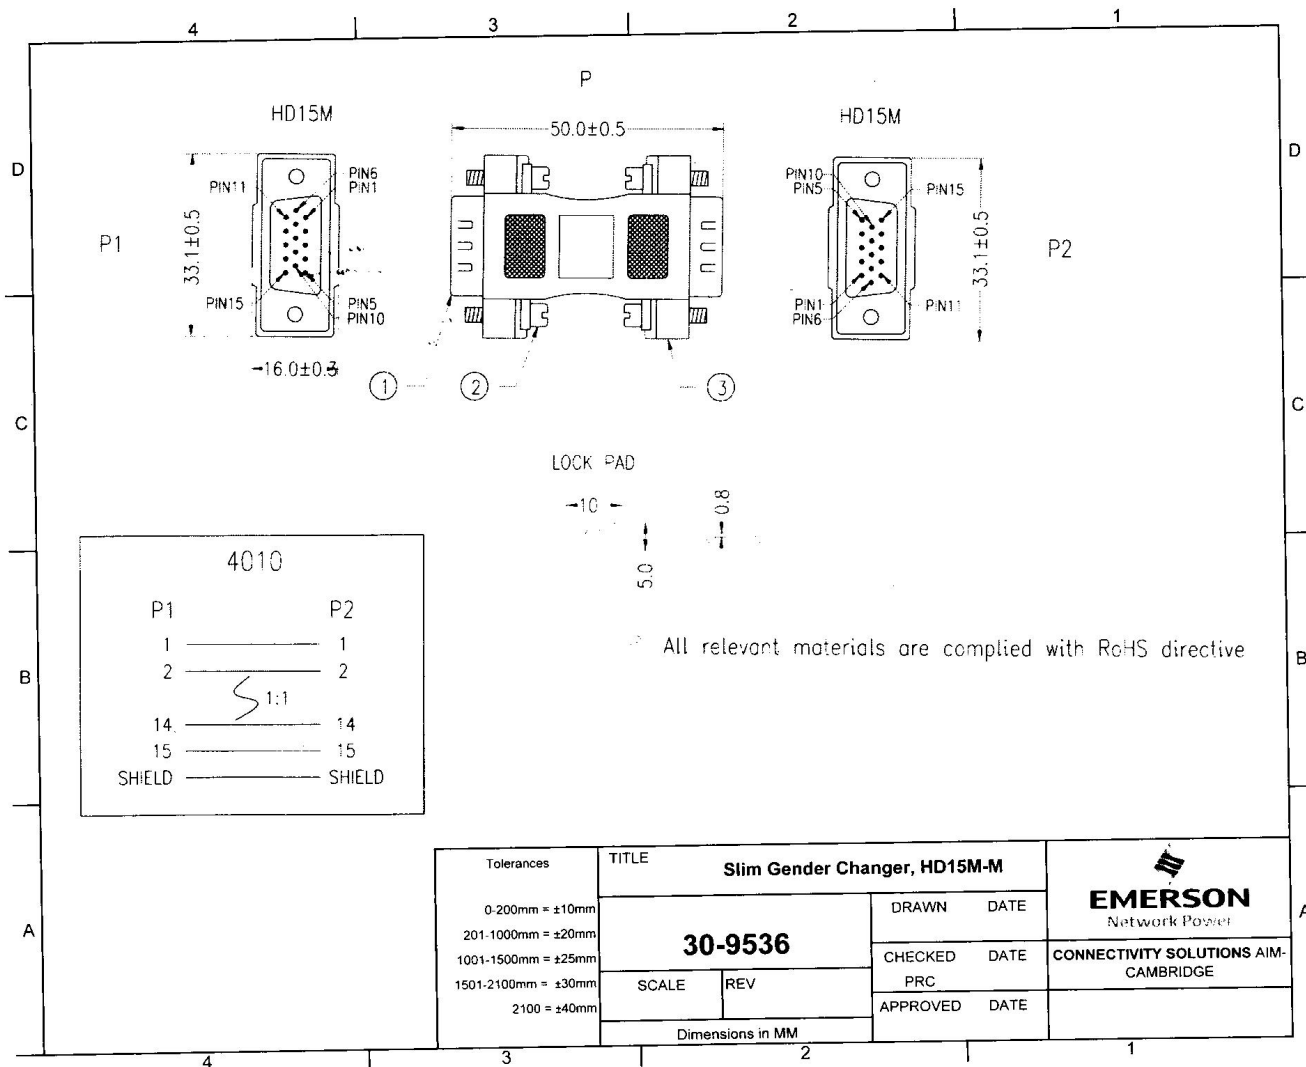 4 3 2 1
P
HD15M
HD15M
50.0±0.5
D
D
PIN11
PIN6
PIN1
PIN10
PIN5
PIN15
P1
33.1±0.5
33.1±0.5
P2
PIN15
PIN5
PIN10
PIN1
PIN6
PIN11
16.0±0.3
1
2
3
C
C
LOCK PAD
10
0.8
5.0
4010
P1 P2
1 1
2 2
1:1
14 14
15 15
SHIELD SHIELD
All relevant materials are complied with RoHS directive
B
B
Tolerances
0-200mm = ±10mm
201-1000mm = ±20mm
1001-1500mm = ±25mm
1501-2100mm = ±30mm
2100 = ±40mm
TITLE
Slim Gender Changer, HD15M-M
30-9536
SCALE
REV
Dimensions in MM
DRAWN DATE
CHECKED DATE
PRC
APPROVED DATE
EMERSON
Network Power
CONNECTIVITY SOLUTIONS AIM-
CAMBRIDGE
A
A
4 3 2 1